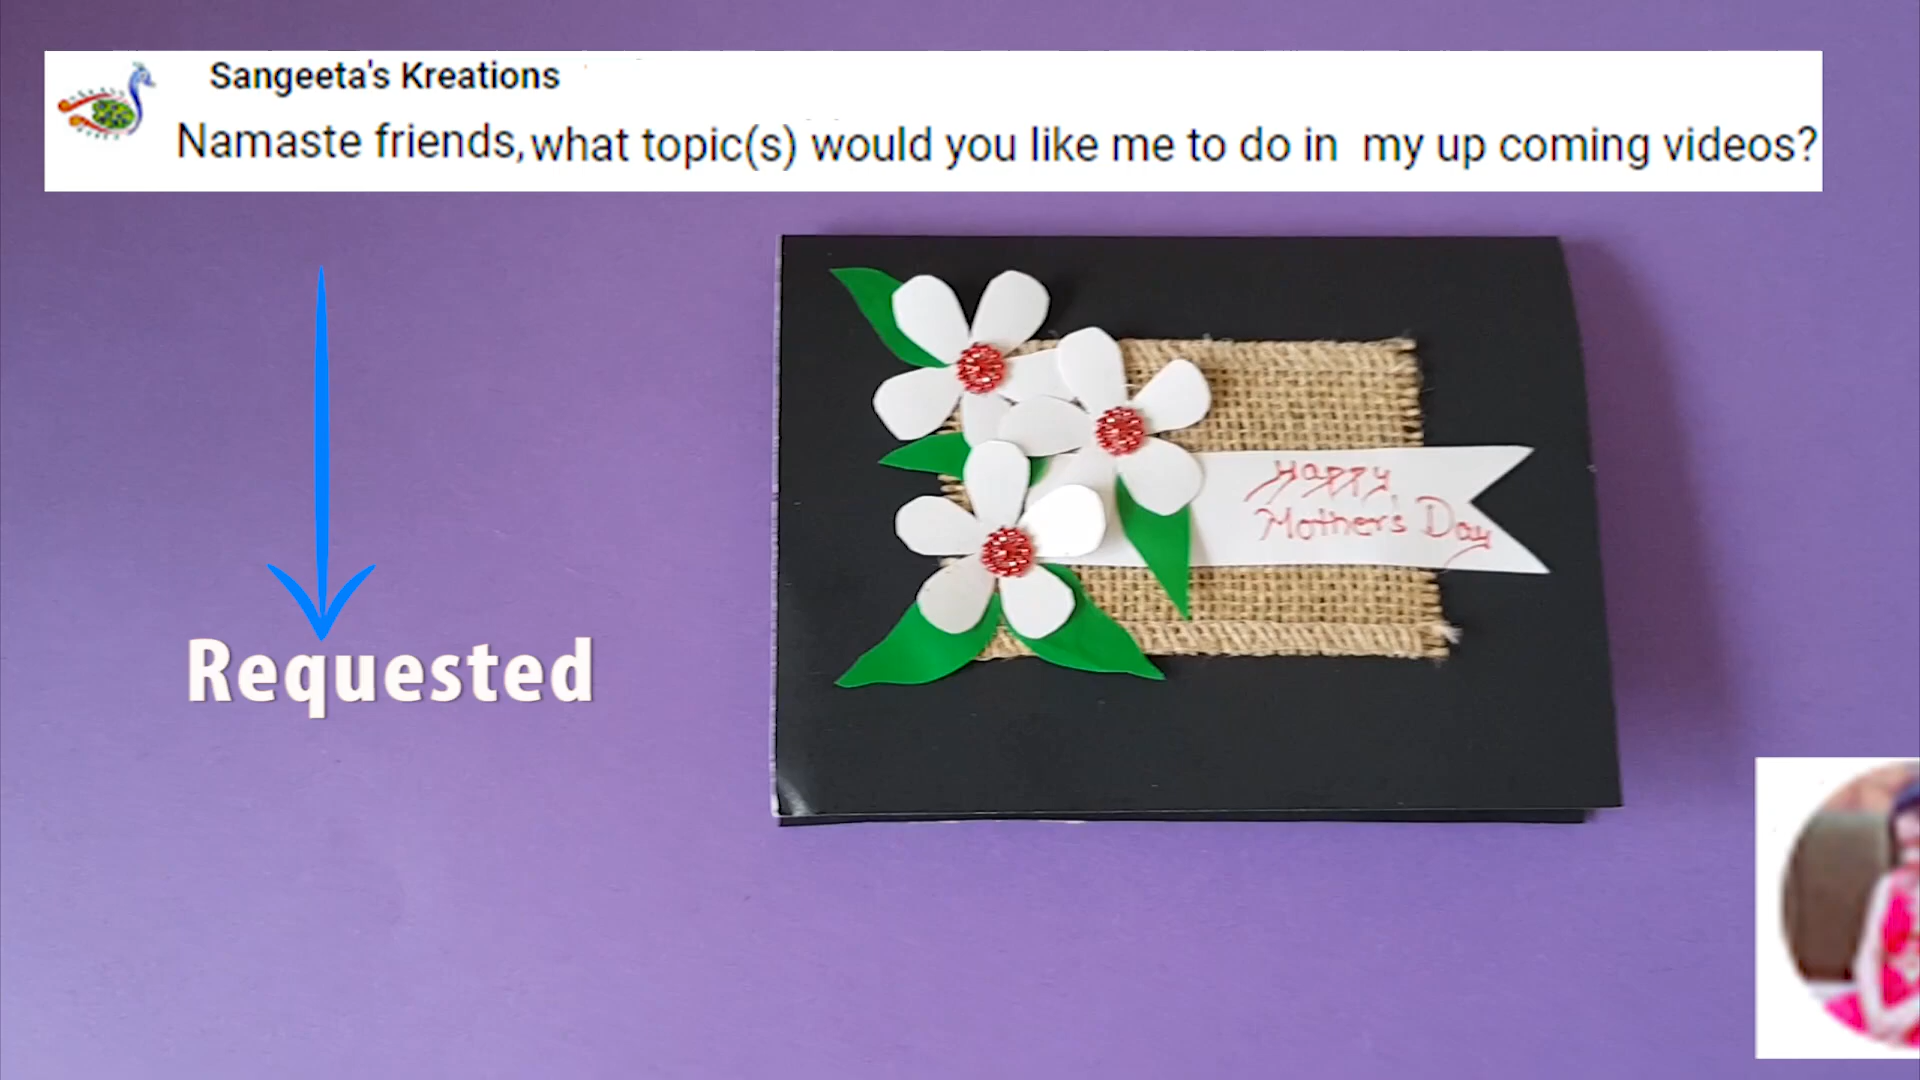 Sangeeta's Kreations
Namaste friends, what topic(s) would you like me to do in my up coming videos?
Happy
Mother's Day
Requested